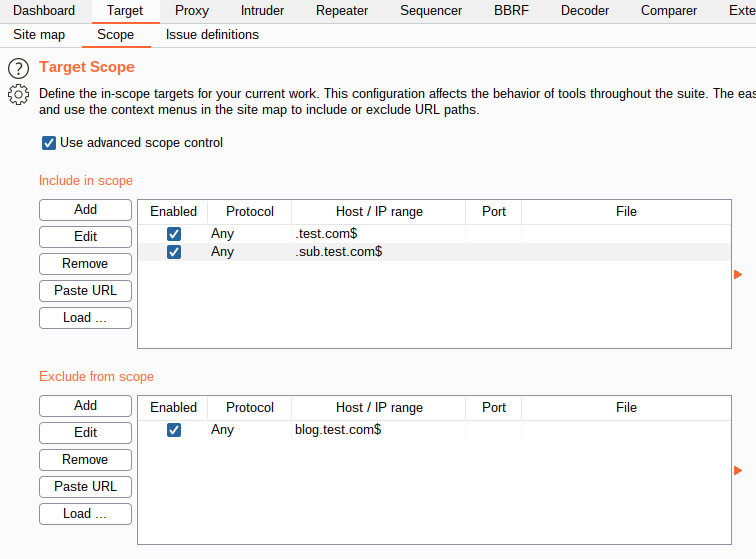 Dashboard Target Proxy Intruder Repeater Sequencer BBRF Decoder Comparer Exte
Site map Scope Issue definitions
? Target Scope
Define the in-scope targets for your current work. This configuration affects the behavior of tools throughout the suite. The eas
and use the context menus in the site map to include or exclude URL paths.
Use advanced scope control
Include in scope
Add
Edit
Remove
Paste URL
Load ...
Enabled Protocol Host / IP range Port File
Any .test.com$
Any .sub.test.com$
Exclude from scope
Add
Edit
Remove
Paste URL
Load ...
Enabled Protocol Host / IP range Port File
Any blog.test.com$